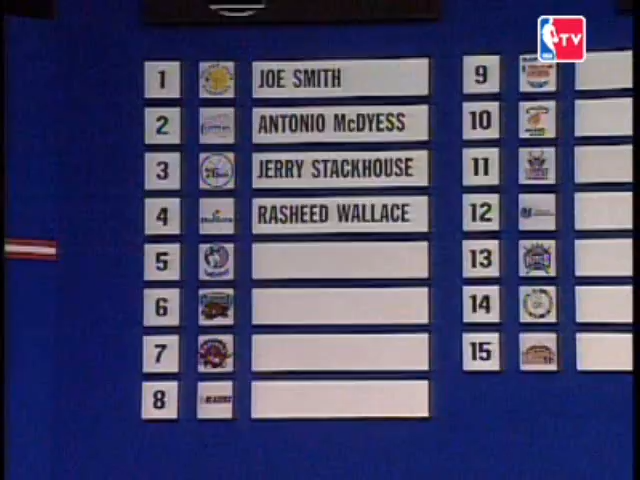 TV
1 JOE SMITH
2 ANTONIO McDYESS
3 JERRY STACKHOUSE
4 RASHEED WALLACE
5
6
7
8
9
10
11
12
13
14
15